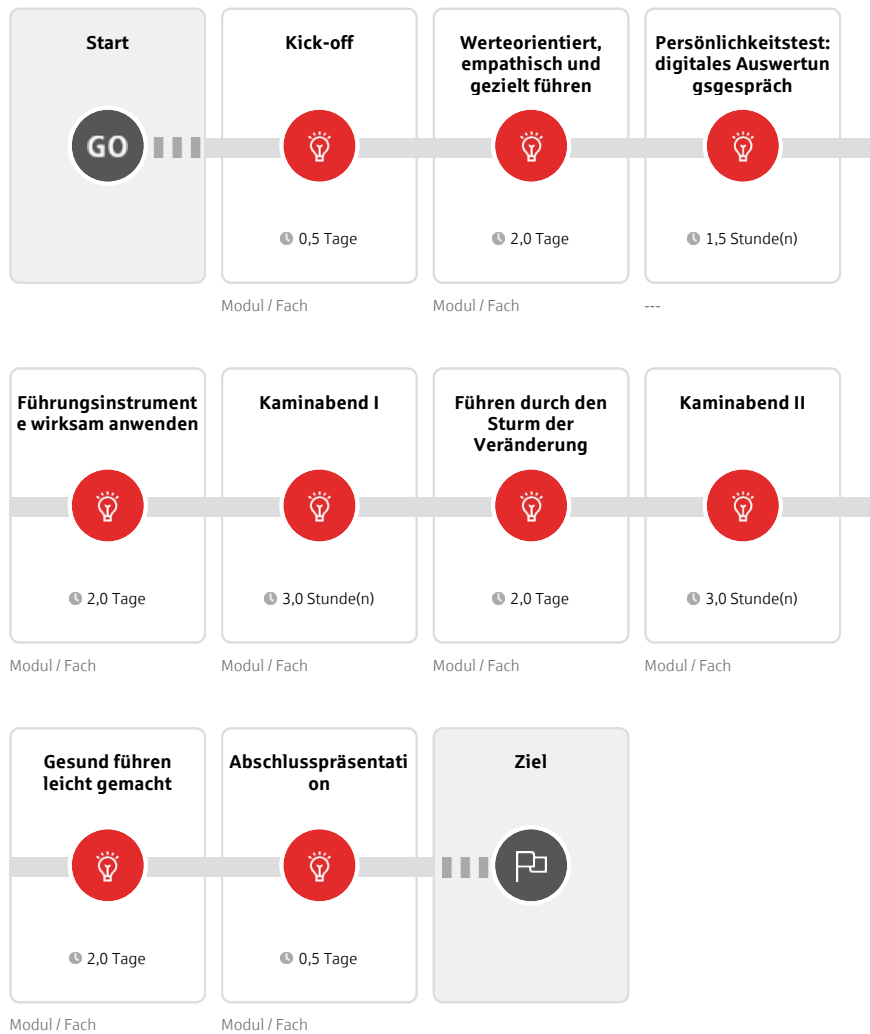 Start
GO
Kick-off
0,5 Tage
Modul / Fach
Werteorientiert,
empathisch und
gezielt führen
2,0 Tage
Modul / Fach
Persönlichkeitstest:
digitales Auswertun
gsgespräch
1,5 Stunde(n)
---
Führungsinstrument
e wirksam anwenden
2,0 Tage
Modul / Fach
Kaminabend I
3,0 Stunde(n)
Modul / Fach
Führen durch den
Sturm der
Veränderung
2,0 Tage
Modul / Fach
Kaminabend II
3,0 Stunde(n)
Modul / Fach
Gesund führen
leicht gemacht
2,0 Tage
Modul / Fach
Abschlusspräsentati
on
0,5 Tage
Modul / Fach
Ziel